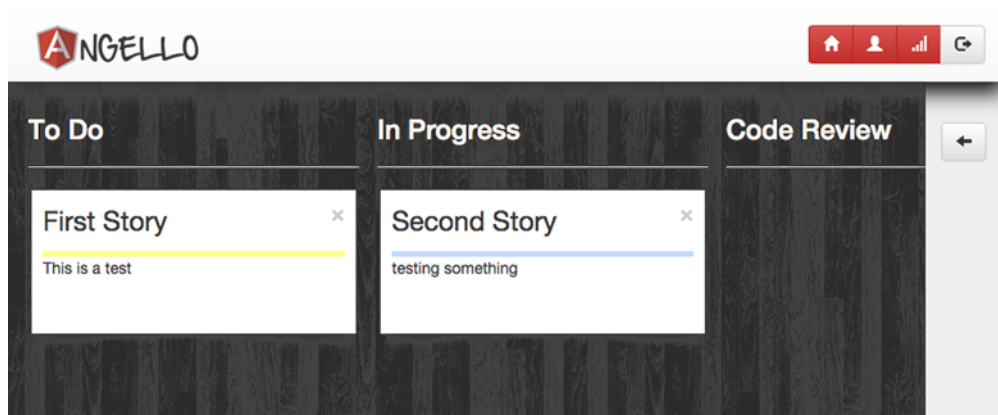 ANGELLO
To Do
In Progress
Code Review
First Story ×
Second Story ×
This is a test
testing something